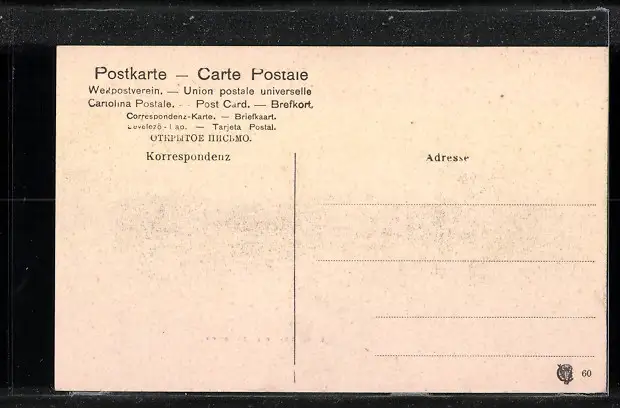 Postkarte — Carte Postale
Weltpostverein. — Union postale universelle
Cartolina Postale. — Post Card. — Brefkort.
Correspondenz-Karte. — Briefkaart.
Levelező-Lap. — Tarjeta Postal.
ОТКРЫТОЕ ПИСЬМО.
Korrespondenz
Adresse
60